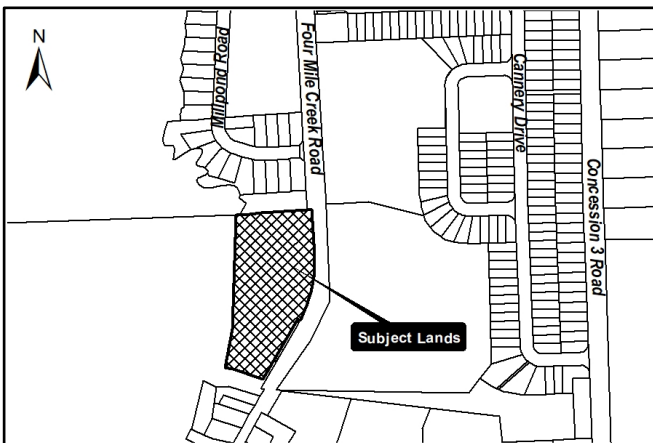 N
Millpond Road
Four Mile Creek Road
Cannery Drive
Concession 3 Road
Subject Lands